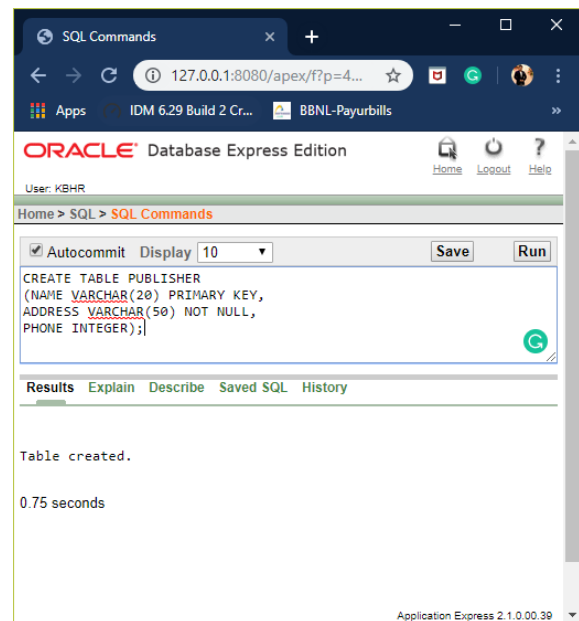 SQL Commands
127.0.0.1:8080/apex/f?p=4...
Apps IDM 6.29 Build 2 Cr... BBNL-Payurbills »
ORACLE Database Express Edition
Home Logout Help
User: KBHR
Home > SQL > SQL Commands
Autocommit Display 10 Save Run
CREATE TABLE PUBLISHER
(NAME VARCHAR(20) PRIMARY KEY,
ADDRESS VARCHAR(50) NOT NULL,
PHONE INTEGER);
Results Explain Describe Saved SQL History
Table created.
0.75 seconds
Application Express 2.1.0.00.39